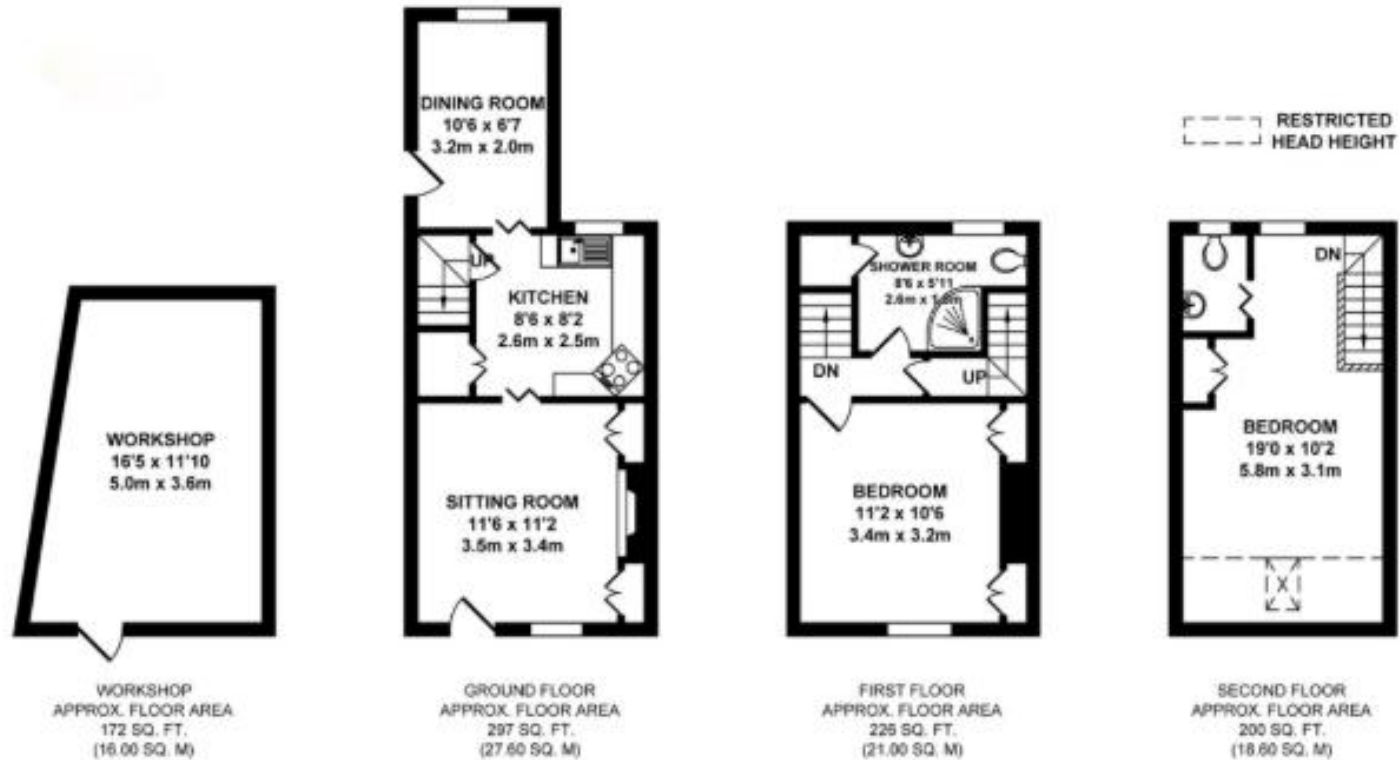 DINING ROOM
10'6 x 6'7
3.2m x 2.0m
RESTRICTED
HEAD HEIGHT
UP
KITCHEN
8'6 x 8'2
2.6m x 2.5m
SHOWER ROOM
8'6 x 5'11
2.6m x
DN
UP
DN
WORKSHOP
16'5 x 11'10
5.0m x 3.6m
SITTING ROOM
11'6 x 11'2
3.5m x 3.4m
BEDROOM
11'2 x 10'6
3.4m x 3.2m
BEDROOM
19'0 x 10'2
5.8m x 3.1m
WORKSHOP
APPROX. FLOOR AREA
172 SQ. FT.
(16.00 SQ. M)
GROUND FLOOR
APPROX. FLOOR AREA
297 SQ. FT.
(27.60 SQ. M)
FIRST FLOOR
APPROX. FLOOR AREA
226 SQ. FT.
(21.00 SQ. M)
SECOND FLOOR
APPROX. FLOOR AREA
200 SQ. FT.
(18.60 SQ. M)